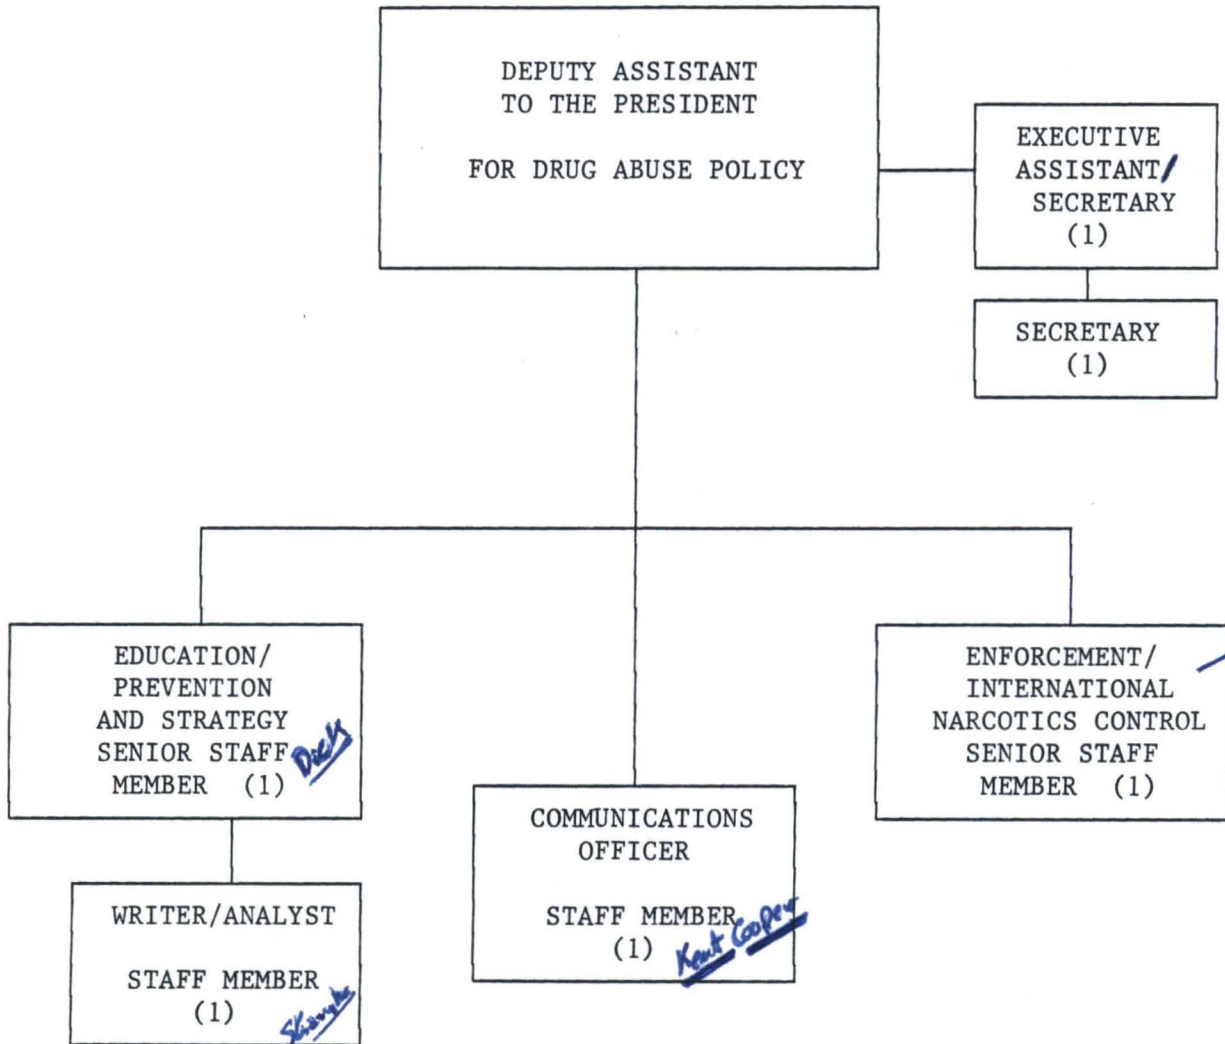 DEPUTY ASSISTANT
TO THE PRESIDENT
FOR DRUG ABUSE POLICY
EXECUTIVE
ASSISTANT/
SECRETARY
(1)
SECRETARY
(1)
EDUCATION/
PREVENTION
AND STRATEGY
SENIOR STAFF
MEMBER (1) Dick
WRITER/ANALYST
STAFF MEMBER
(1)
COMMUNICATIONS
OFFICER
STAFF MEMBER
(1) Kent Cooper
ENFORCEMENT/
INTERNATIONAL
NARCOTICS CONTROL
SENIOR STAFF
MEMBER (1)